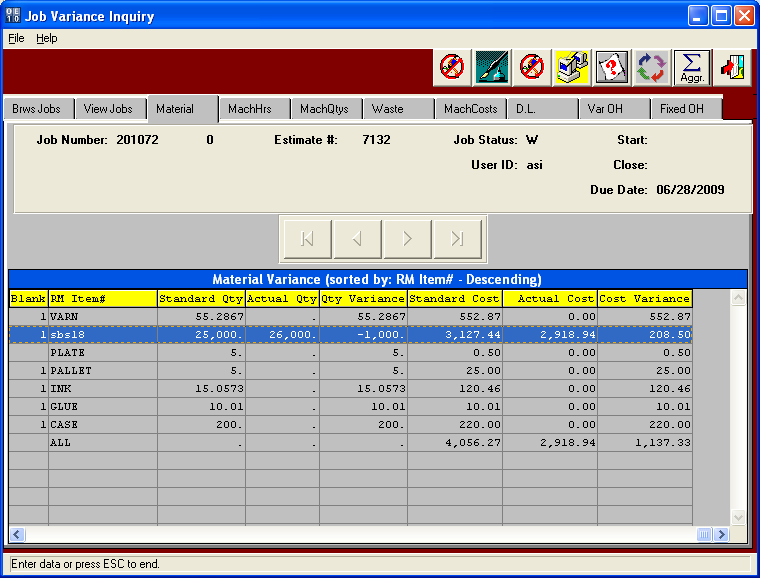 OE 10 Job Variance Inquiry
File Help
Σ Aggr.
Brws Jobs View Jobs Material MachHrs MachQtys Waste MachCosts D.L. Var OH Fixed OH
Job Number: 201072 0 Estimate #: 7132 Job Status: W Start:
User ID: asi Close:
Due Date: 06/28/2009
Material Variance (sorted by: RM Item# - Descending)
Blank RM Item# Standard Qty Actual Qty Qty Variance Standard Cost Actual Cost Cost Variance
1 VARN 55.2867 . 55.2867 552.87 0.00 552.87
1 sbs18 25,000. 26,000. -1,000. 3,127.44 2,918.94 208.50
PLATE 5. . 5. 0.50 0.00 0.50
1 PALLET 5. . 5. 25.00 0.00 25.00
1 INK 15.0573 . 15.0573 120.46 0.00 120.46
1 GLUE 10.01 . 10.01 10.01 0.00 10.01
1 CASE 200. . 200. 220.00 0.00 220.00
ALL . . . 4,056.27 2,918.94 1,137.33
Enter data or press ESC to end.